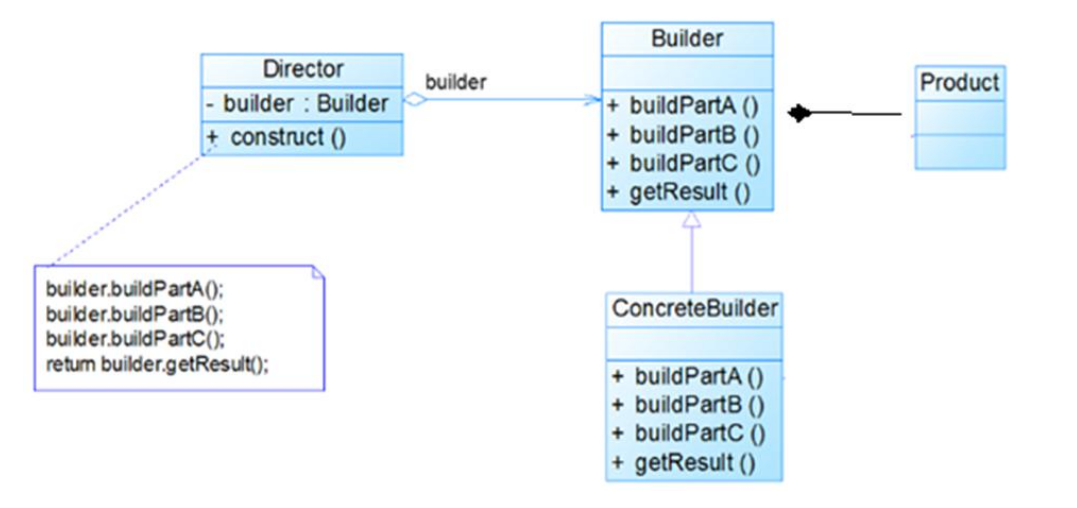 Director
- builder : Builder
+ construct ()
builder
Builder
+ buildPartA ()
+ buildPartB ()
+ buildPartC ()
+ getResult ()
Product
builder.buildPartA();
builder.buildPartB();
builder.buildPartC();
return builder.getResult();
ConcreteBuilder
+ buildPartA ()
+ buildPartB ()
+ buildPartC ()
+ getResult ()